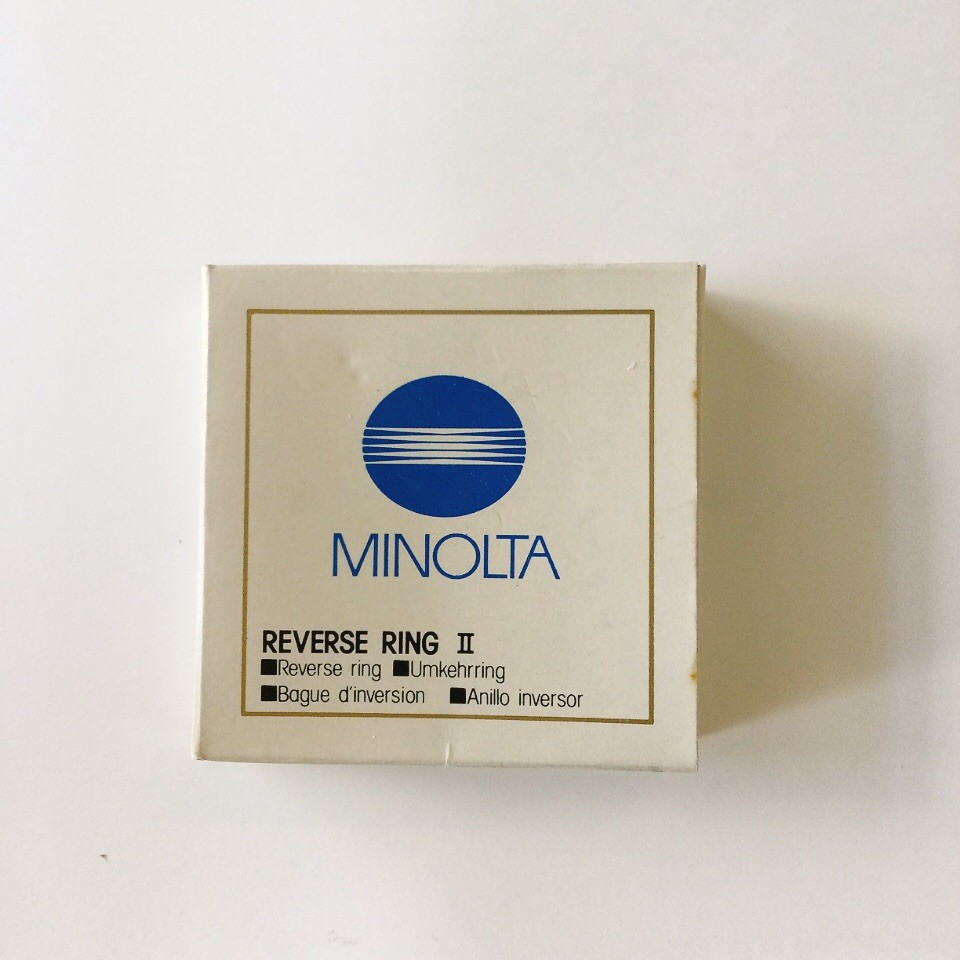 MINOLTA
REVERSE RING II
■Reverse ring ■Umkehrring
■Bague d'inversion ■Anillo inversor